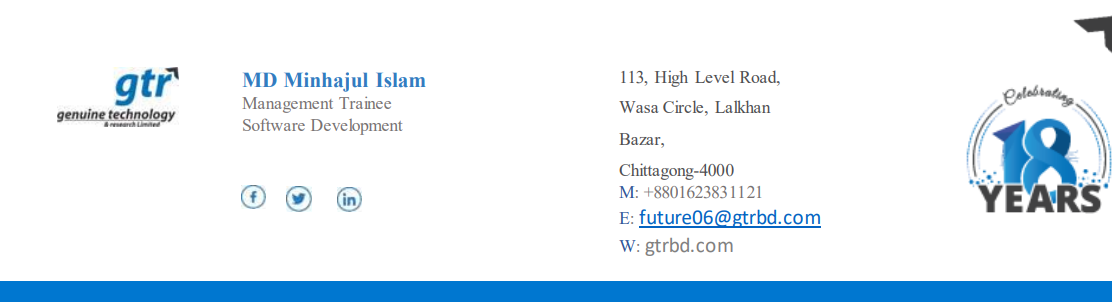 gtr
genuine technology
& research Limited
MD Minhajul Islam
Management Trainee
Software Development
113, High Level Road,
Wasa Circle, Lalkhan
Bazar,
Chittagong-4000
M: +8801623831121
E: future06@gtrbd.com
W: gtrbd.com
Celebrating
18
YEARS